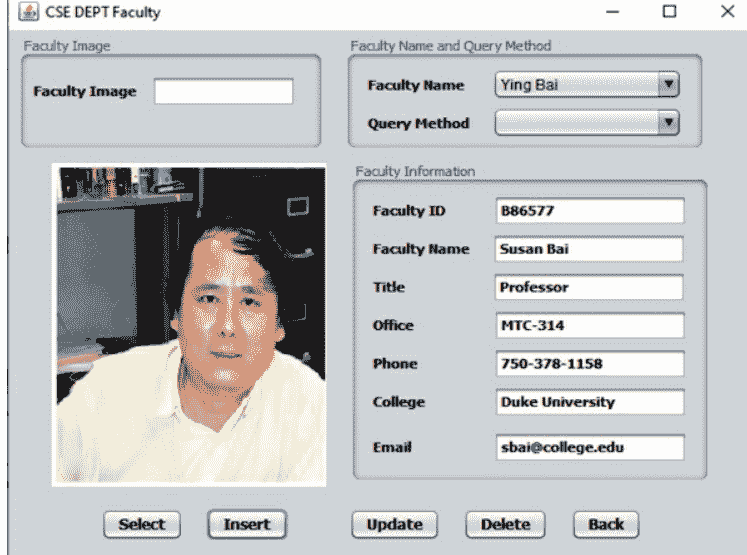 CSE DEPT Faculty
Faculty Image
Faculty Image
Faculty Name and Query Method
Faculty Name Ying Bai
Query Method
Faculty Information
Faculty ID B86577
Faculty Name Susan Bai
Title Professor
Office MTC-314
Phone 750-378-1158
College Duke University
Email sbai@college.edu
Select Insert Update Delete Back